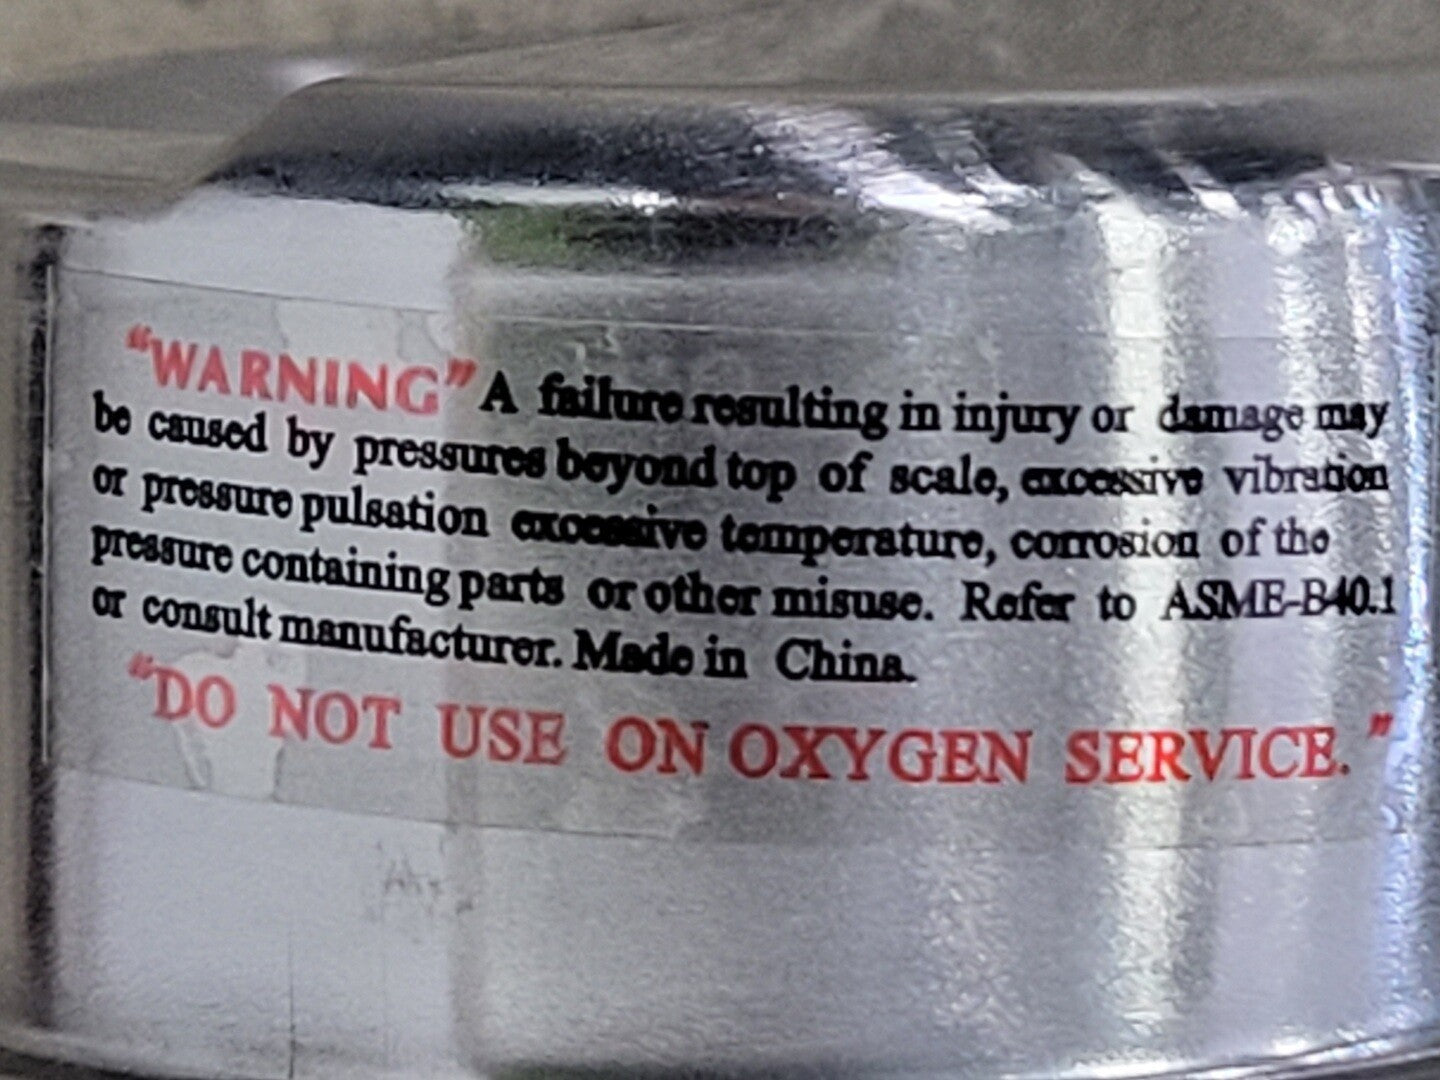 “WARNING” A failure resulting in injury or damage may
be caused by pressures beyond top of scale, excessive vibration
or pressure pulsation excessive temperature, corrosion of the
pressure containing parts or other misuse. Refer to ASME-B40.1
or consult manufacturer. Made in China.
“DO NOT USE ON OXYGEN SERVICE.”